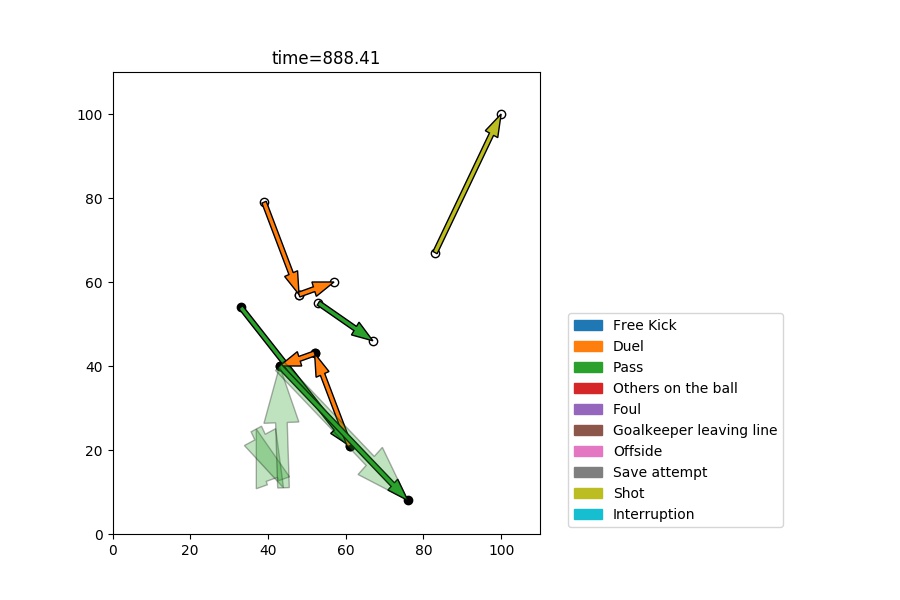 time=888.41
100
80
60
40
20
0
0 20 40 60 80 100
Free Kick
Duel
Pass
Others on the ball
Foul
Goalkeeper leaving line
Offside
Save attempt
Shot
Interruption